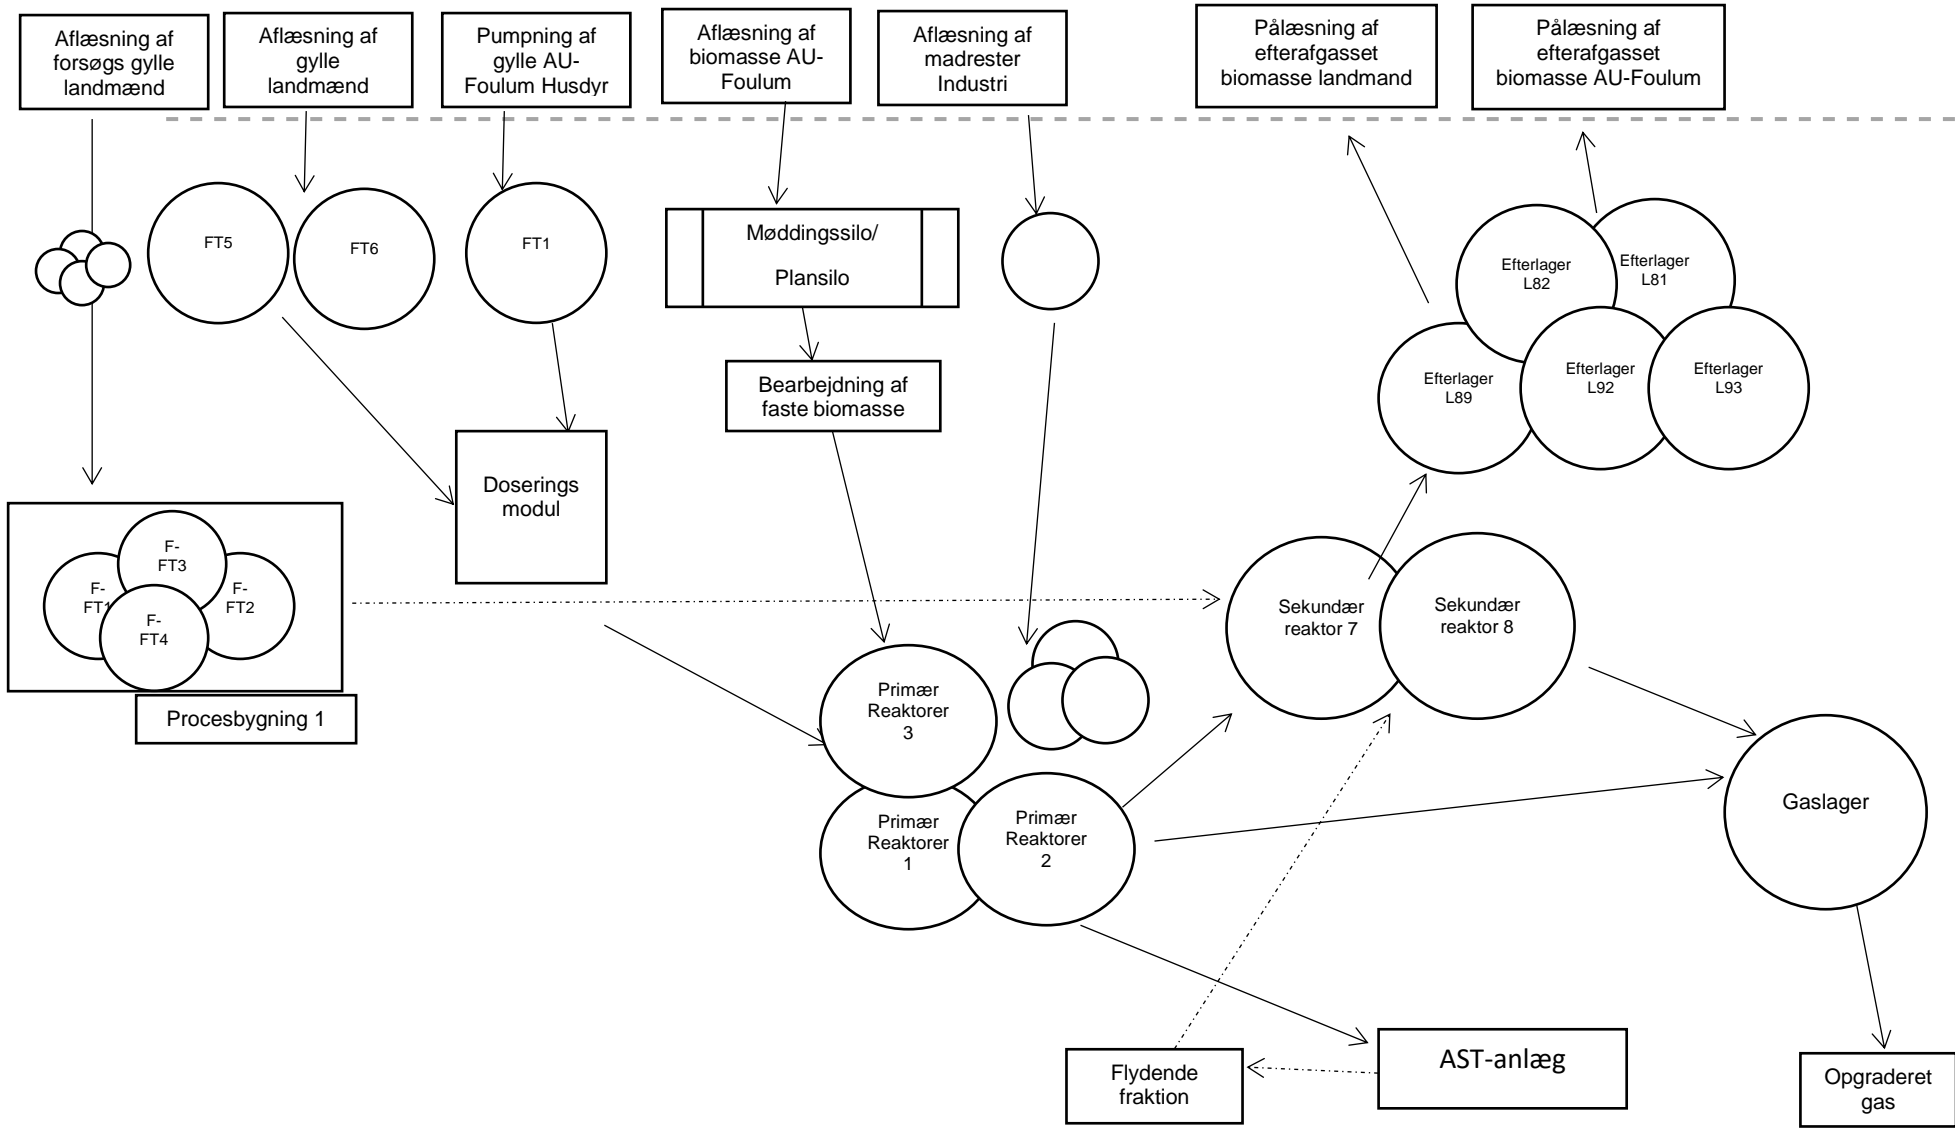 Aflæsning af
forsøgs gylle
landmænd
Aflæsning af
gylle
landmænd
Pumpning af
gylle AU-
Foulum Husdyr
Aflæsning af
biomasse AU-
Foulum
Aflæsning af
madrester
Industri
Pålæsning af
efterafgasset
biomasse landmand
Pålæsning af
efterafgasset
biomasse AU-Foulum
FT5
FT6
FT1
Møddingssilo/
Plansilo
Efterlager
L82
Efterlager
L81
Efterlager
L89
Efterlager
L92
Efterlager
L93
Bearbejdning af
faste biomasse
Doserings
modul
F-
FT3
F-
FT1
F-
FT2
F-
FT4
Procesbygning 1
Sekundær
reaktor 7
Sekundær
reaktor 8
Primær
Reaktorer
3
Primær
Reaktorer
1
Primær
Reaktorer
2
Gaslager
Flydende
fraktion
AST-anlæg
Opgraderet
gas